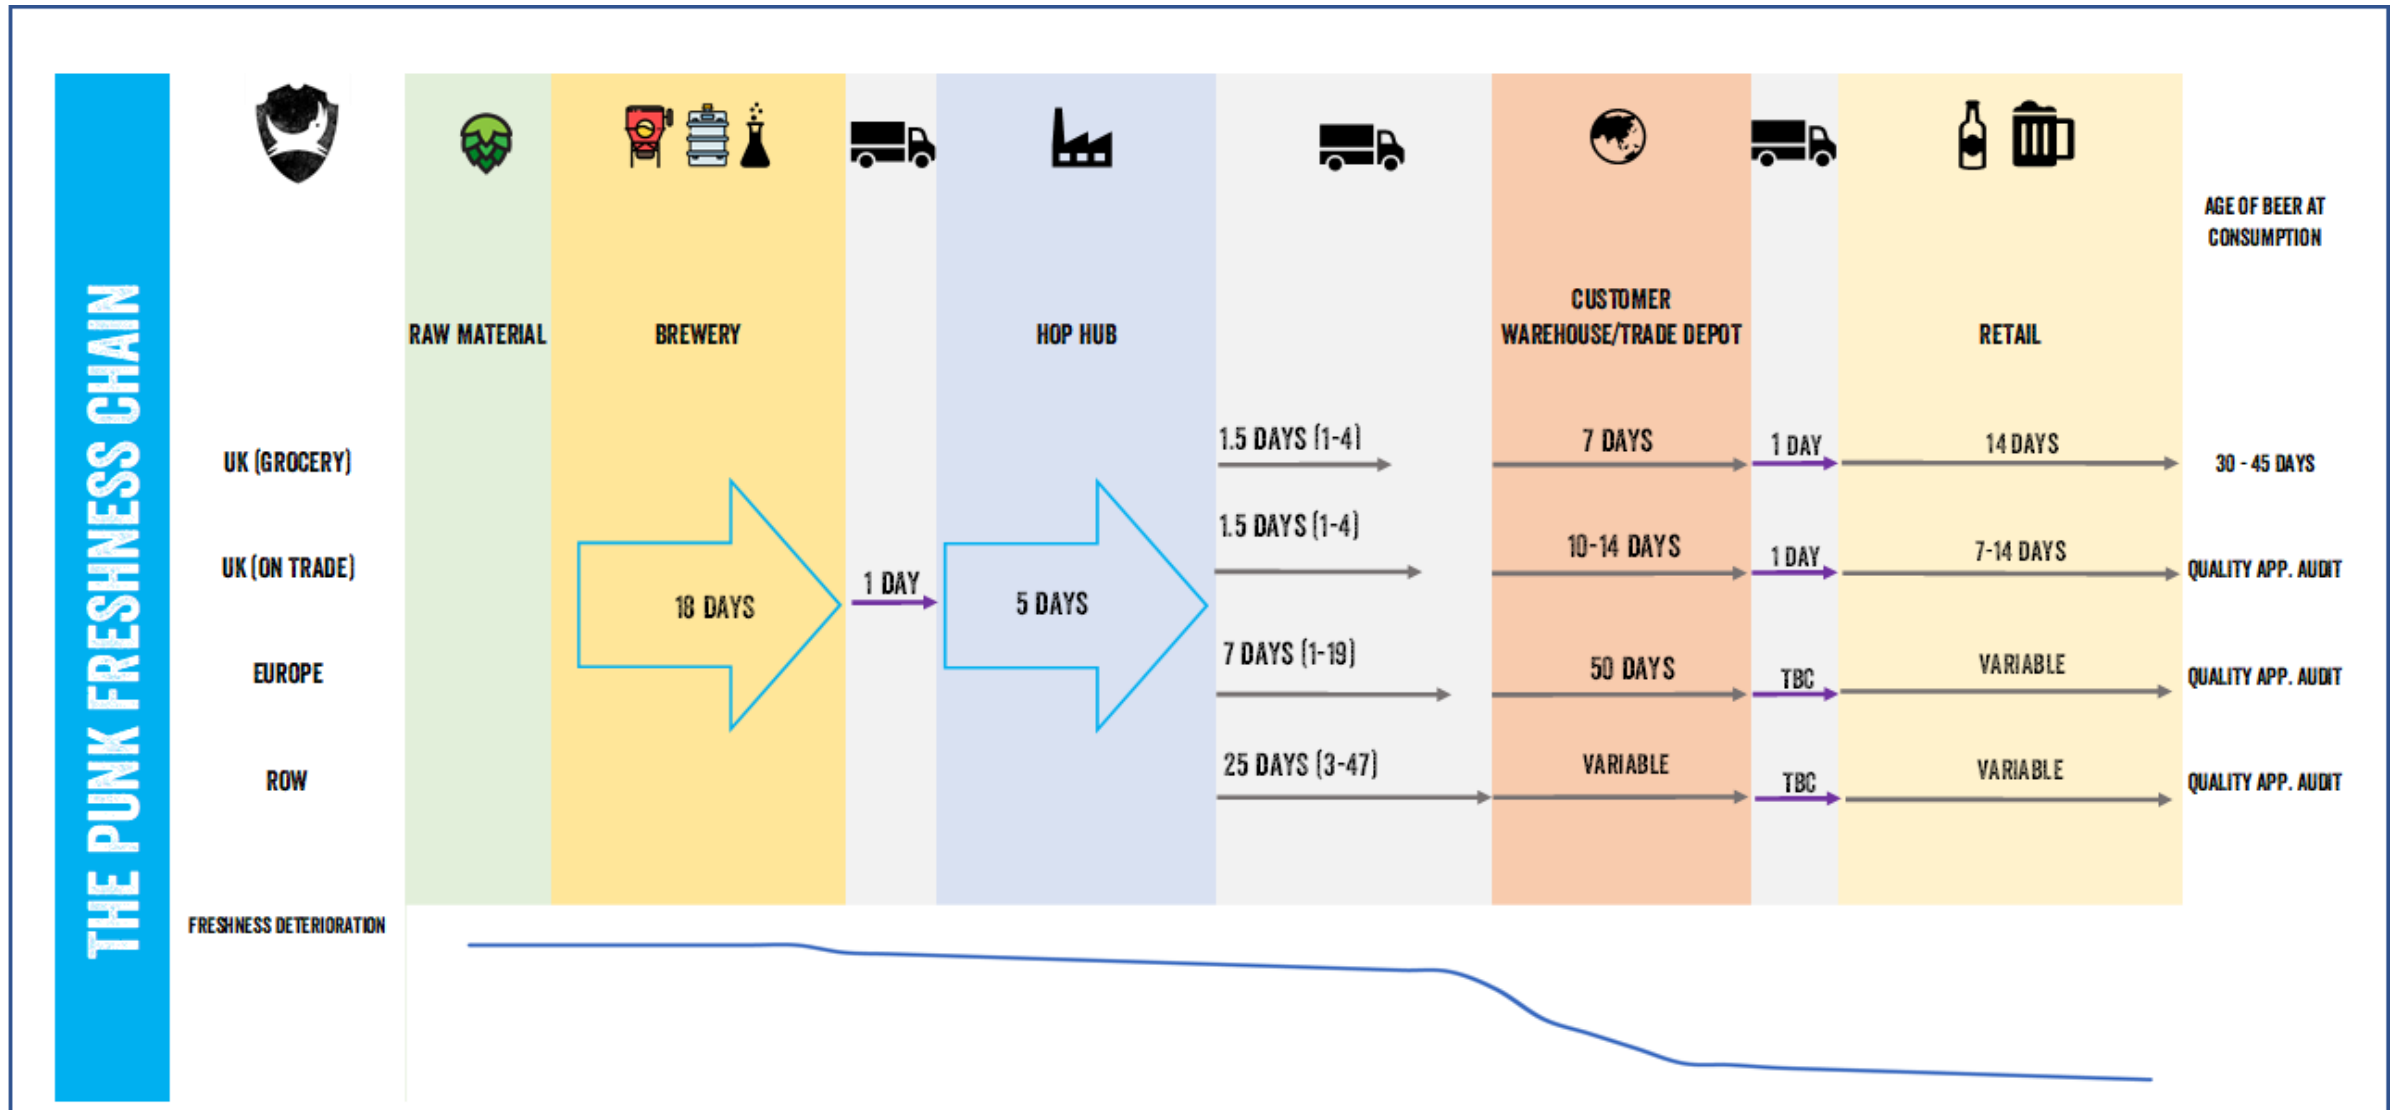 THE PUNK FRESHNESS CHAIN
AGE OF BEER AT
CONSUMPTION
RAW MATERIAL
BREWERY
HOP HUB
CUSTOMER
WAREHOUSE/TRADE DEPOT
RETAIL
UK (GROCERY)
1.5 DAYS (1-4)
7 DAYS
1 DAY
14 DAYS
30 - 45 DAYS
UK (ON TRADE)
1.5 DAYS (1-4)
10-14 DAYS
1 DAY
7-14 DAYS
QUALITY APP. AUDIT
18 DAYS
1 DAY
5 DAYS
EUROPE
7 DAYS (1-19)
50 DAYS
TBC
VARIABLE
QUALITY APP. AUDIT
ROW
25 DAYS (3-47)
VARIABLE
TBC
VARIABLE
QUALITY APP. AUDIT
FRESHNESS DETERIORATION